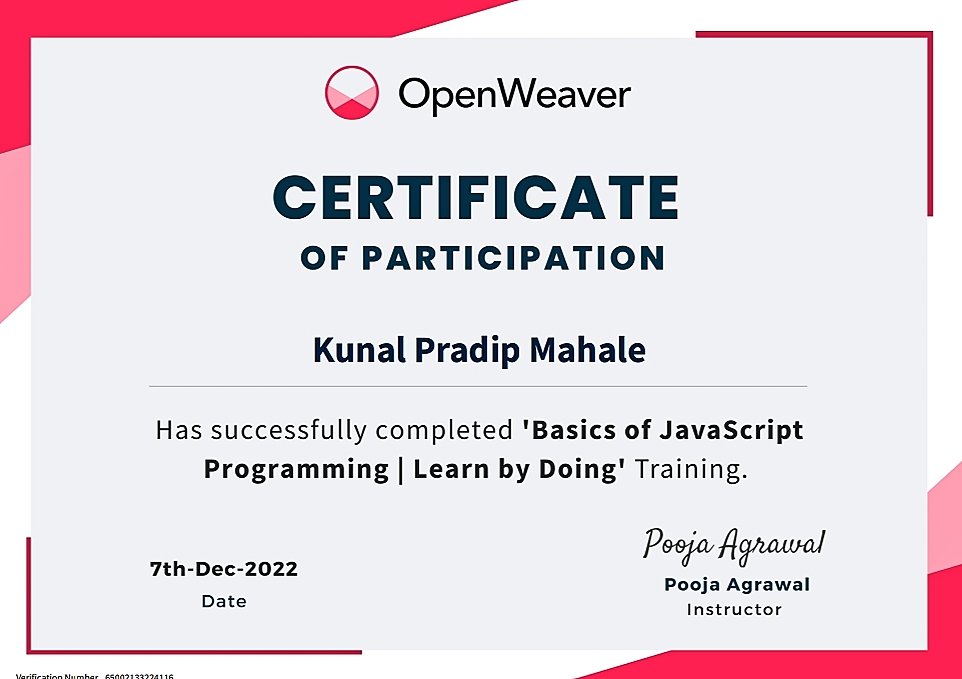 OpenWeaver
CERTIFICATE
OF PARTICIPATION
Kunal Pradip Mahale
Has successfully completed 'Basics of JavaScript
Programming | Learn by Doing' Training.
Pooja Agrawal
7th-Dec-2022
Pooja Agrawal
Date
Instructor
Verification Number 65002133224116